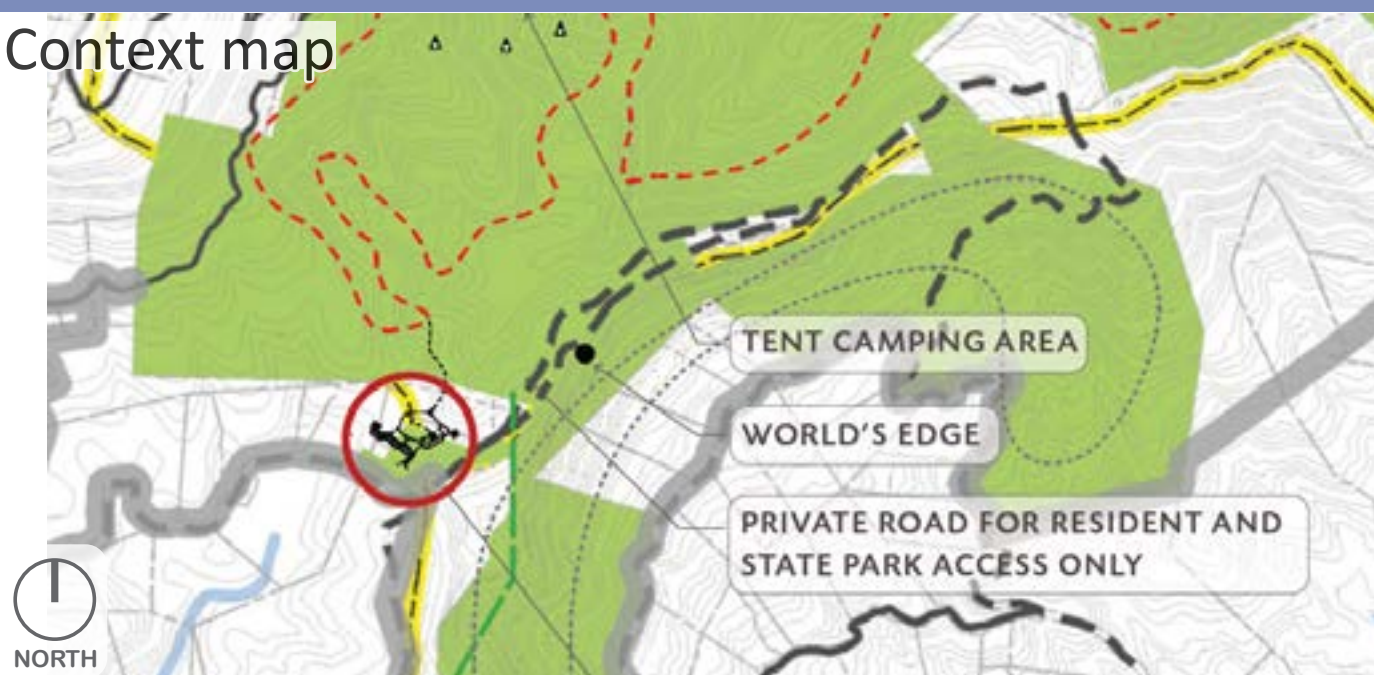 Context map
TENT CAMPING AREA
WORLD'S EDGE
PRIVATE ROAD FOR RESIDENT AND
STATE PARK ACCESS ONLY
NORTH